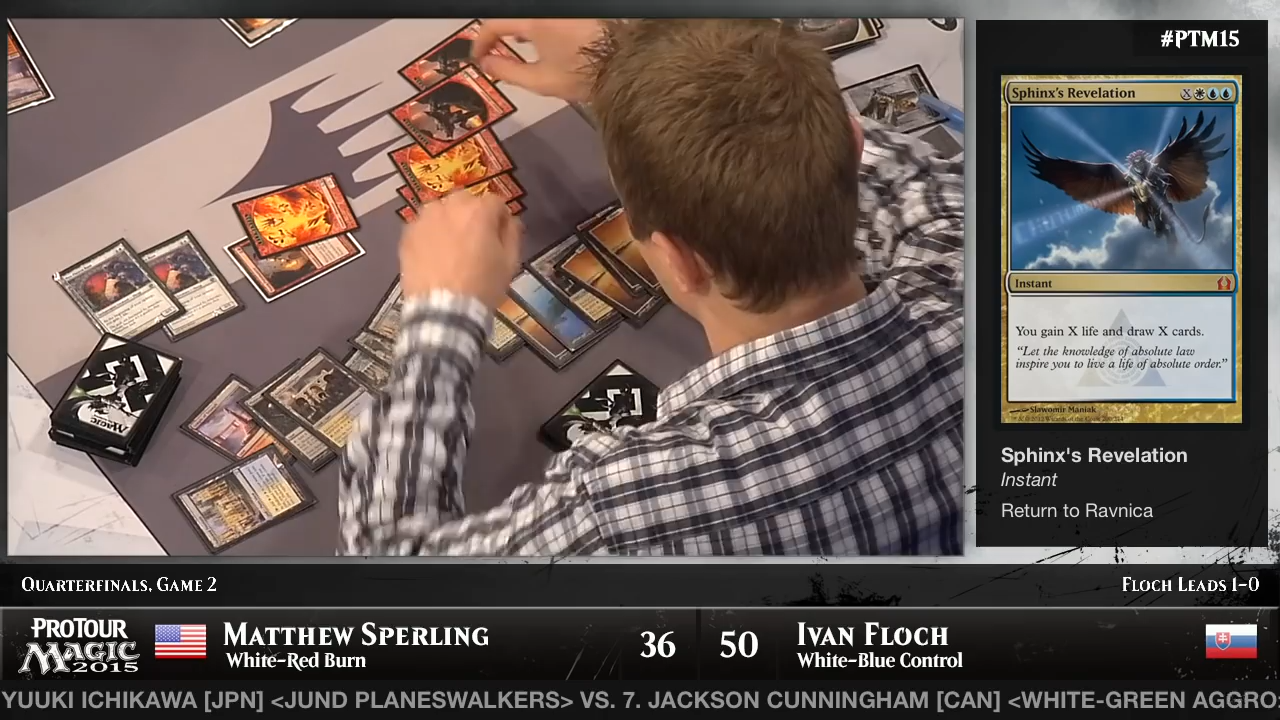 #PTM15
Sphinx's Revelation
X
Instant
You gain X life and draw X cards.
"Let the knowledge of absolute law
inspire you to live a life of absolute order."
Slawomir Maniak
Sphinx's Revelation
Instant
Return to Ravnica
MAGIC
QUARTERFINALS, GAME 2
FLOCH LEADS 1-0
PROTOUR
MAGIC
2015
MATTHEW SPERLING
White-Red Burn
36
50
IVAN FLOCH
White-Blue Control
YUUKI ICHIKAWA [JPN] <JUND PLANESWALKERS> VS. 7. JACKSON CUNNINGHAM [CAN] <WHITE-GREEN AGGRO